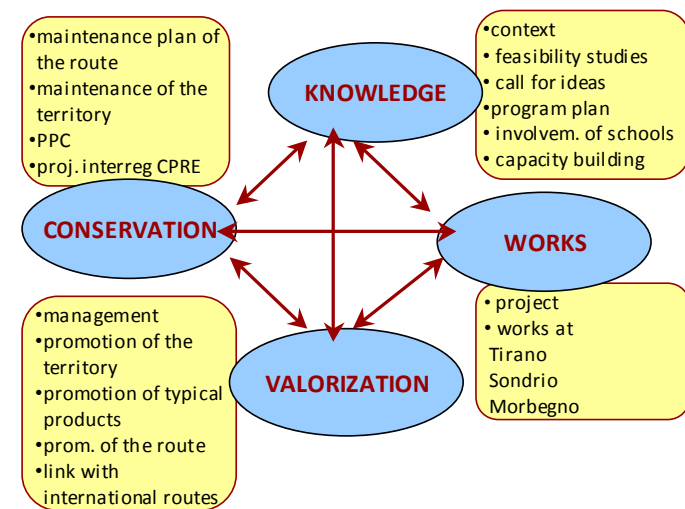 •maintenance plan of
the route
•maintenance of the
territory
•PPC
•proj. interreg CPRE
KNOWLEDGE
•context
• feasibility studies
• call for ideas
•program plan
• involvem. of schools
• capacity building
CONSERVATION
WORKS
•management
•promotion of the
territory
•promotion of typical
products
•prom. of the route
•link with
international routes
VALORIZATION
• project
• works at
Tirano
Sondrio
Morbegno